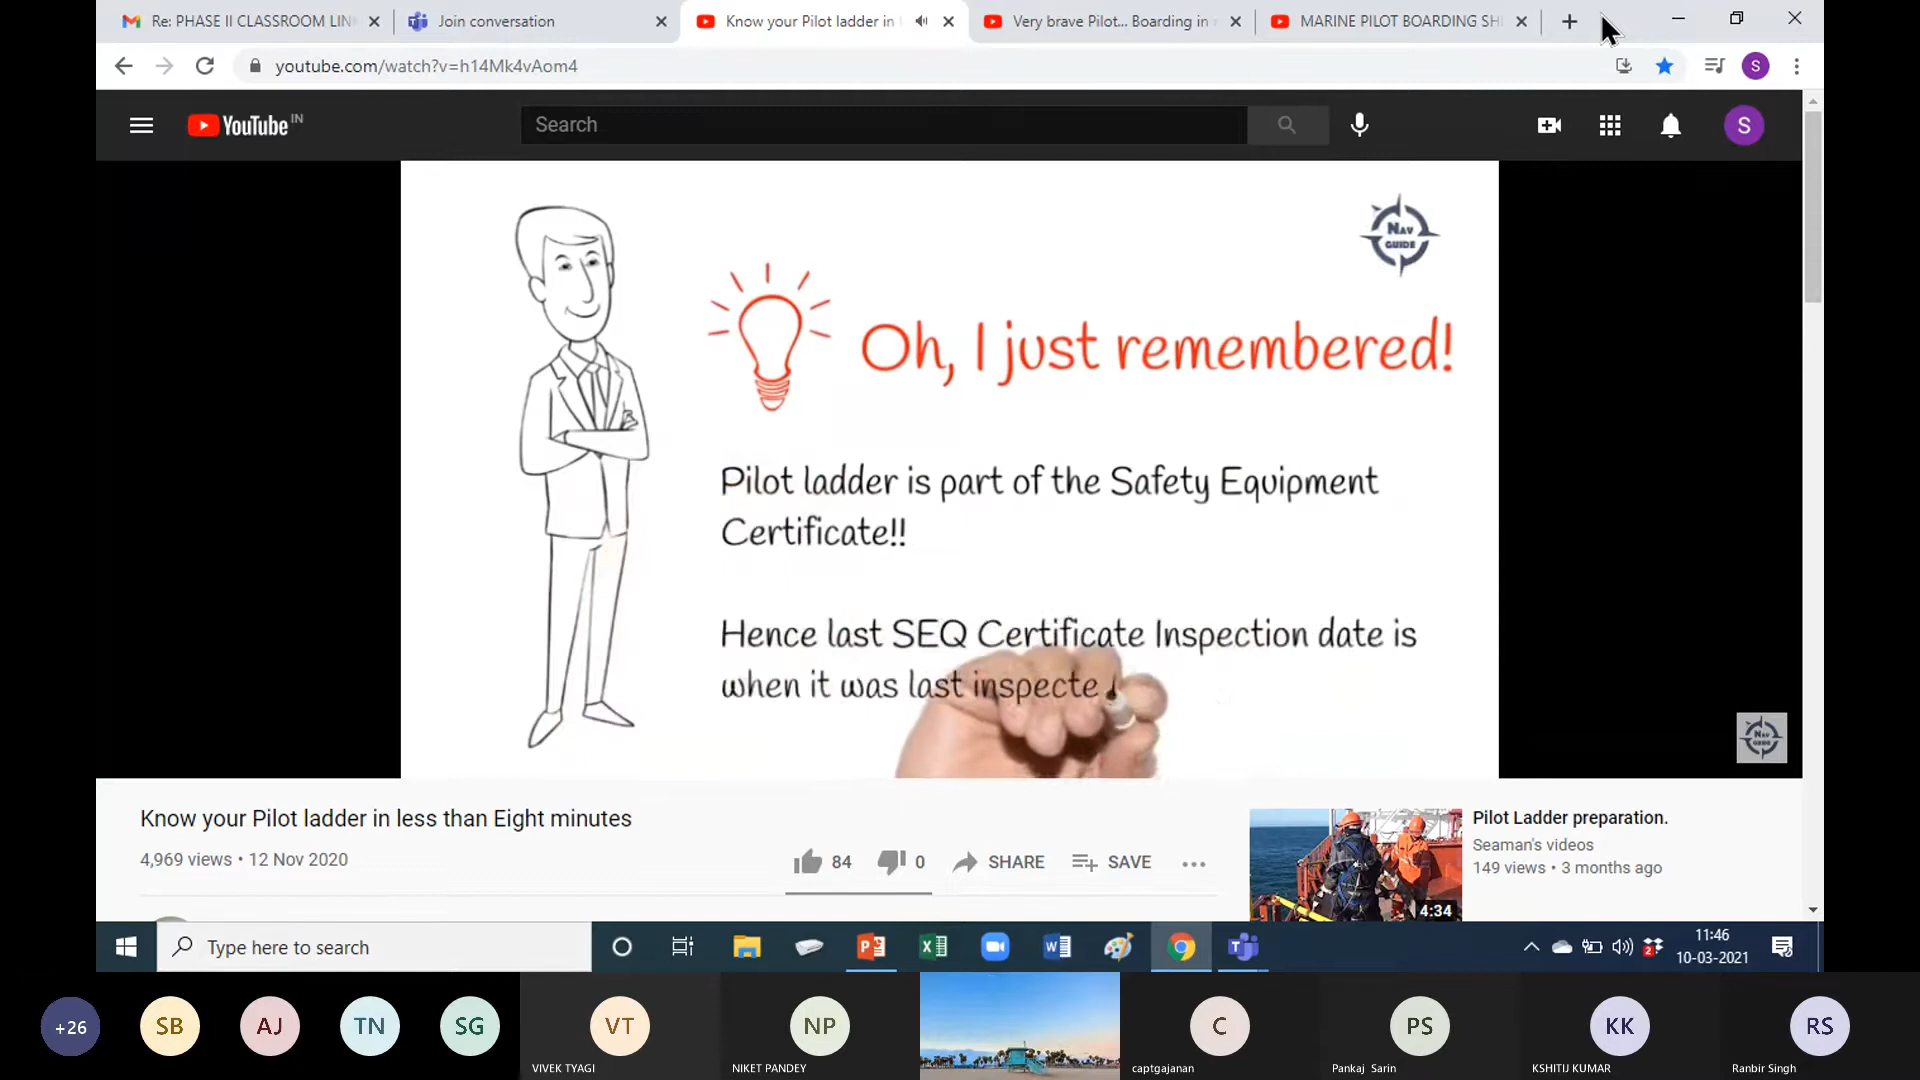 Re: PHASE II CLASSROOM LIN
Join conversation
Know your Pilot ladder in
Very brave Pilot... Boarding in
MARINE PILOT BOARDING SH
youtube.com/watch?v=h14Mk4vAom4
S
YouTube IN
Search
S
NAV
GUIDE
Oh, I just remembered!
Pilot ladder is part of the Safety Equipment
Certificate!!
Hence last SEQ Certificate Inspection date is
when it was last inspecte
NAV
GUIDE
Know your Pilot ladder in less than Eight minutes
4,969 views • 12 Nov 2020
84
0
SHARE
SAVE
4:34
Pilot Ladder preparation.
Seaman's videos
149 views • 3 months ago
Type here to search
11:46
10-03-2021
+26
SB
AJ
TN
SG
VT
VIVEK TYAGI
NP
NIKET PANDEY
C
captgajanan
PS
Pankaj Sarin
KK
KSHITIJ KUMAR
RS
Ranbir Singh